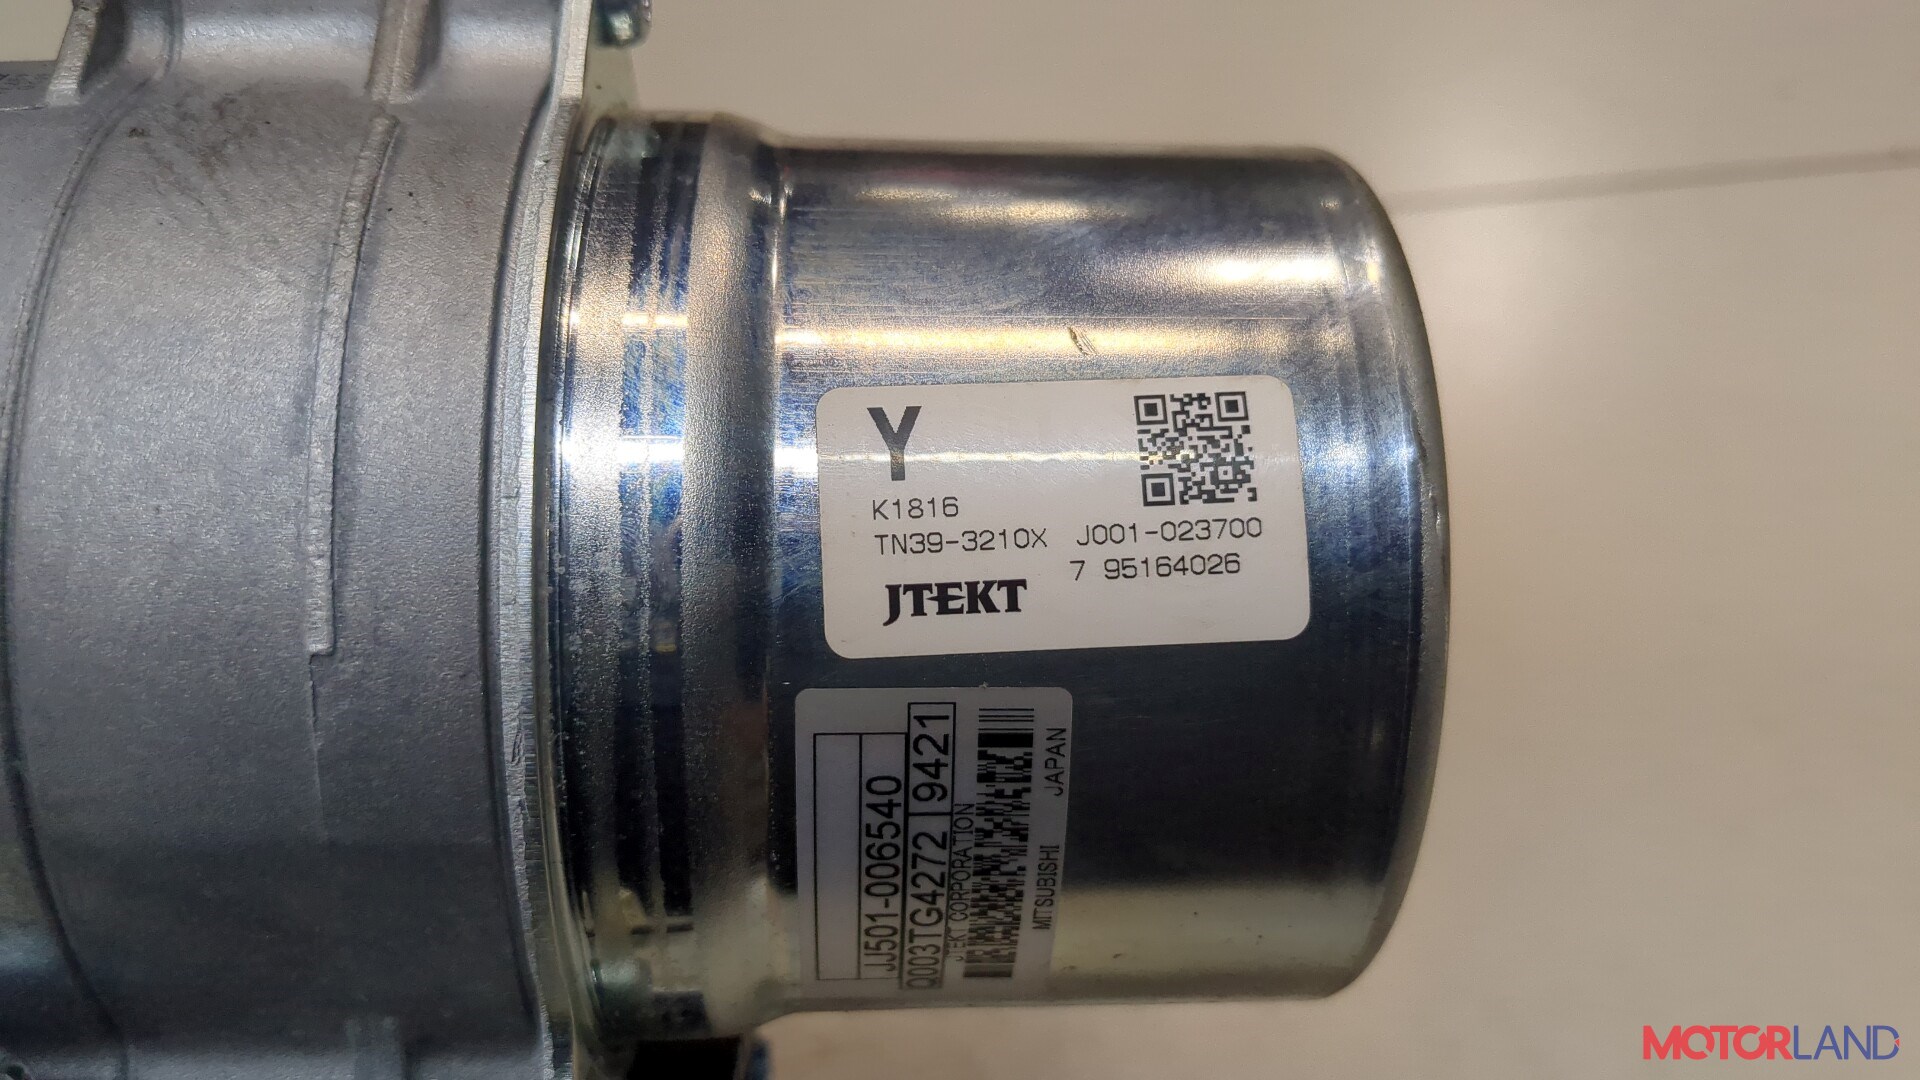 Y
K1816
TN39-3210X J001-023700
7 95164026
JTEKT
JJ501-006540
Q003TG4272 9421
JTEKT CORPORATION
MITSUBISHI JAPAN
MOTORLAND